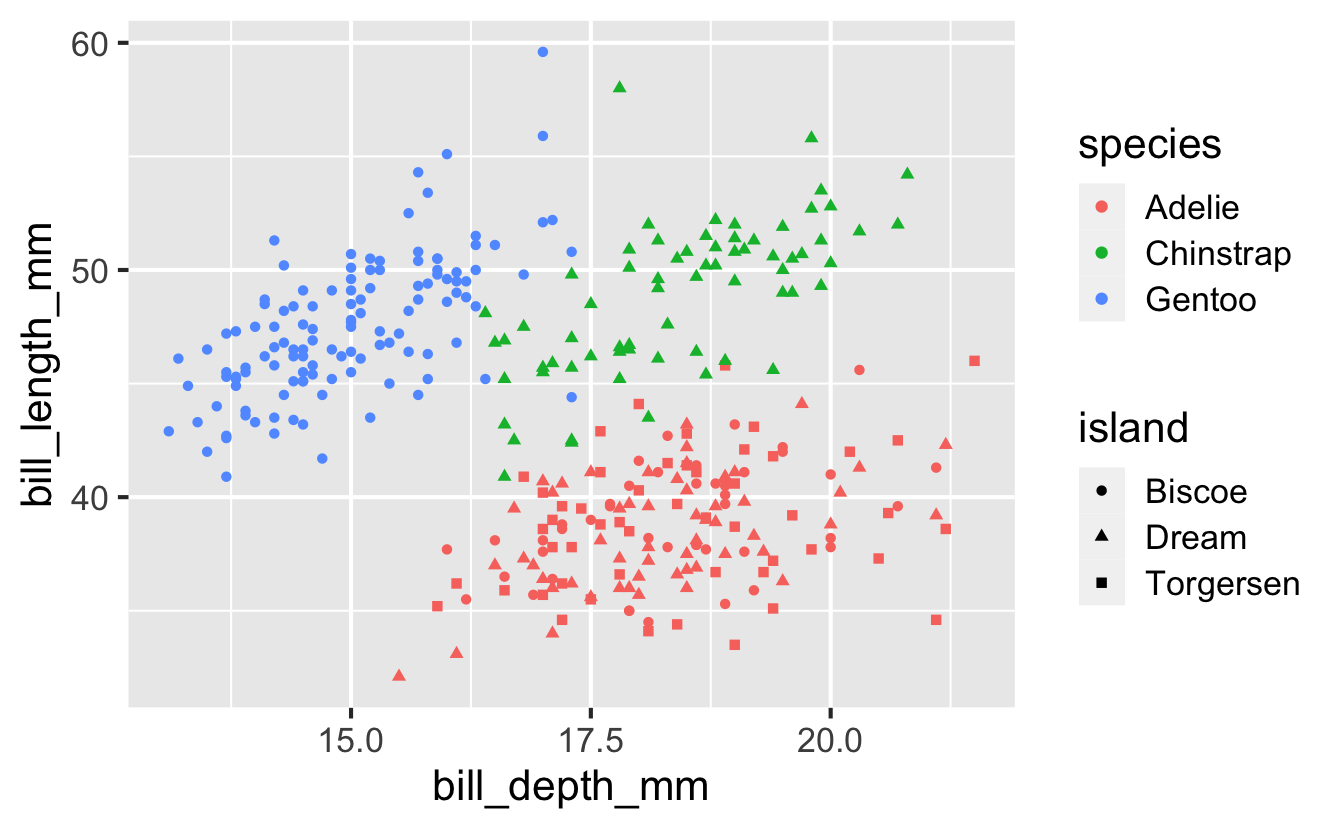 60
50
40
bill_length_mm
15.0 17.5 20.0
bill_depth_mm
species
Adelie
Chinstrap
Gentoo
island
Biscoe
Dream
Torgersen